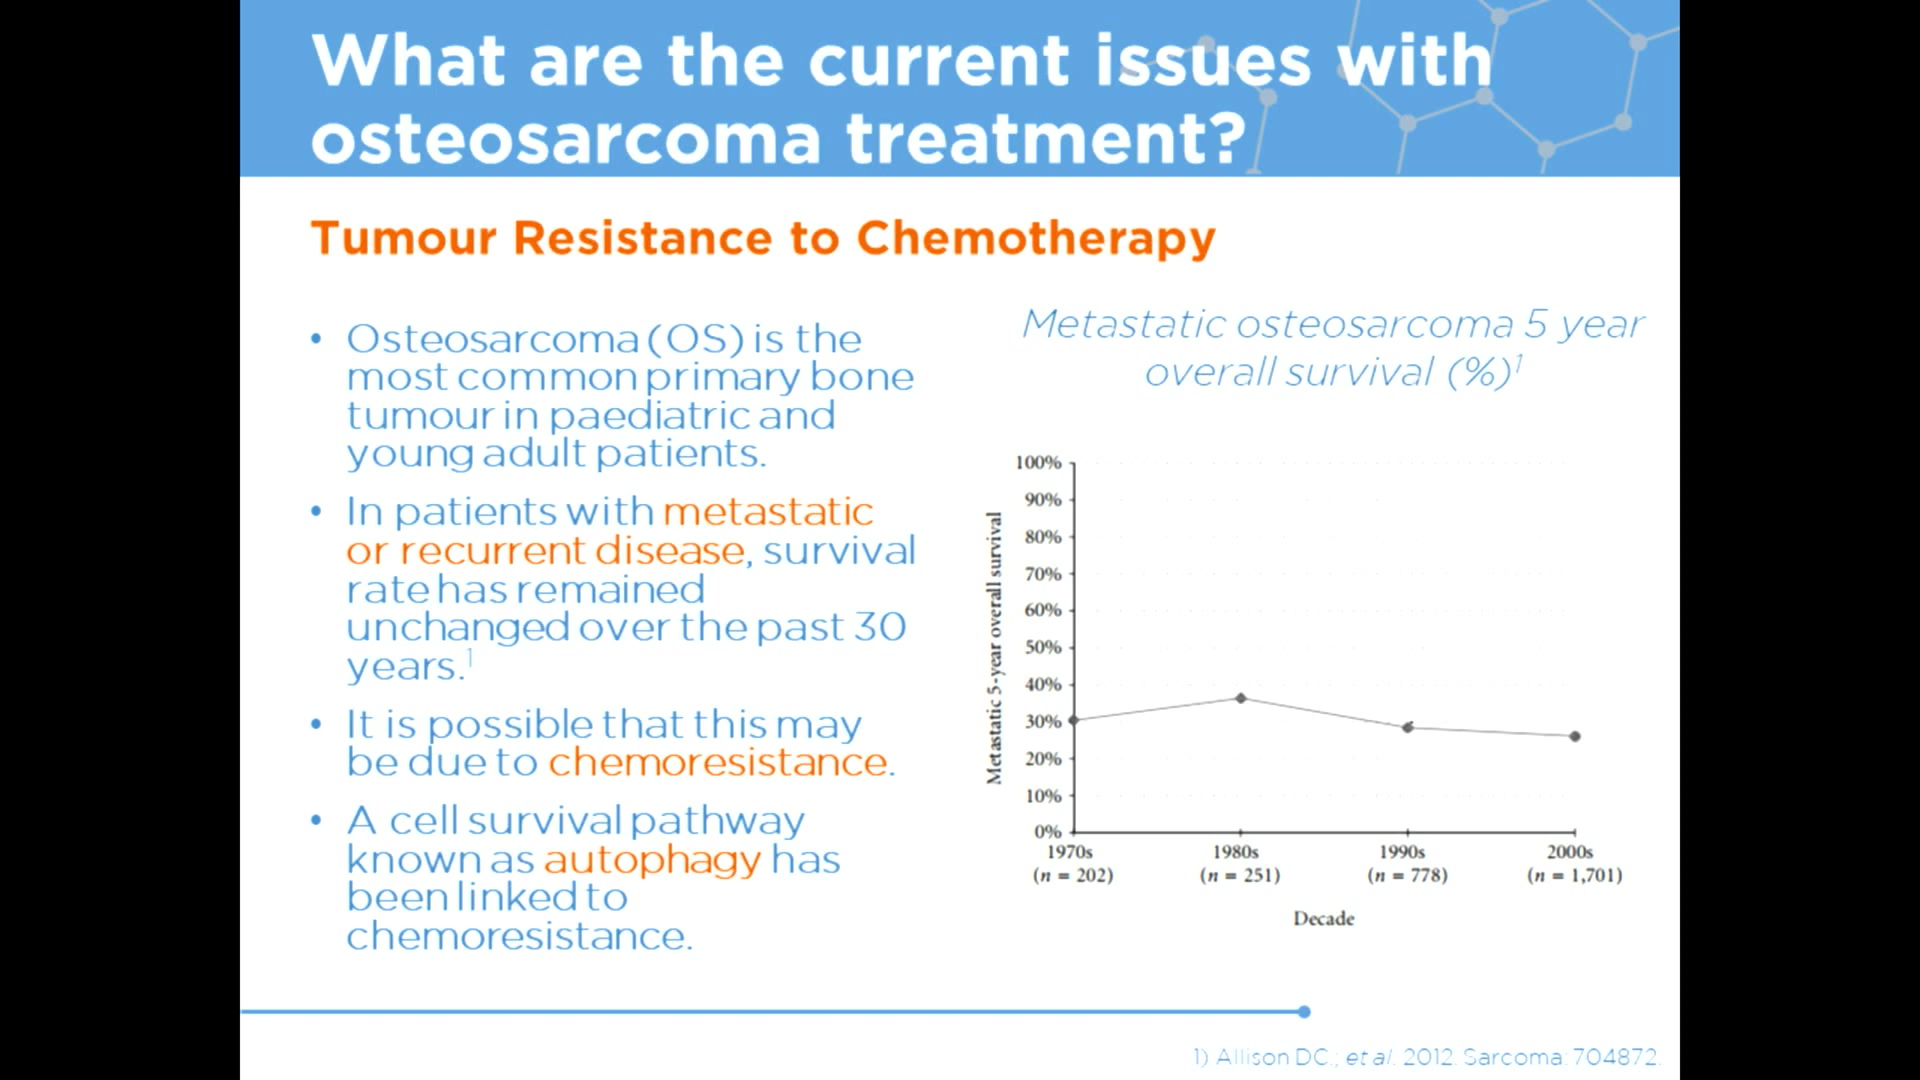 What are the current issues with
osteosarcoma treatment?
Tumour Resistance to Chemotherapy
• Osteosarcoma (OS) is the
most common primary bone
tumour in paediatric and
young adult patients.
• In patients with metastatic
or recurrent disease, survival
rate has remained
unchanged over the past 30
years.¹
• It is possible that this may
be due to chemoresistance.
• A cell survival pathway
known as autophagy has
been linked to
chemoresistance.
Metastatic osteosarcoma 5 year
overall survival (%)¹
Metastatic 5-year overall survival
100%
90%
80%
70%
60%
50%
40%
30%
20%
10%
0%
1970s 1980s 1990s 2000s
(n = 202) (n = 251) (n = 778) (n = 1,701)
Decade
1) Allison DC.; et al. 2012. Sarcoma: 704872.